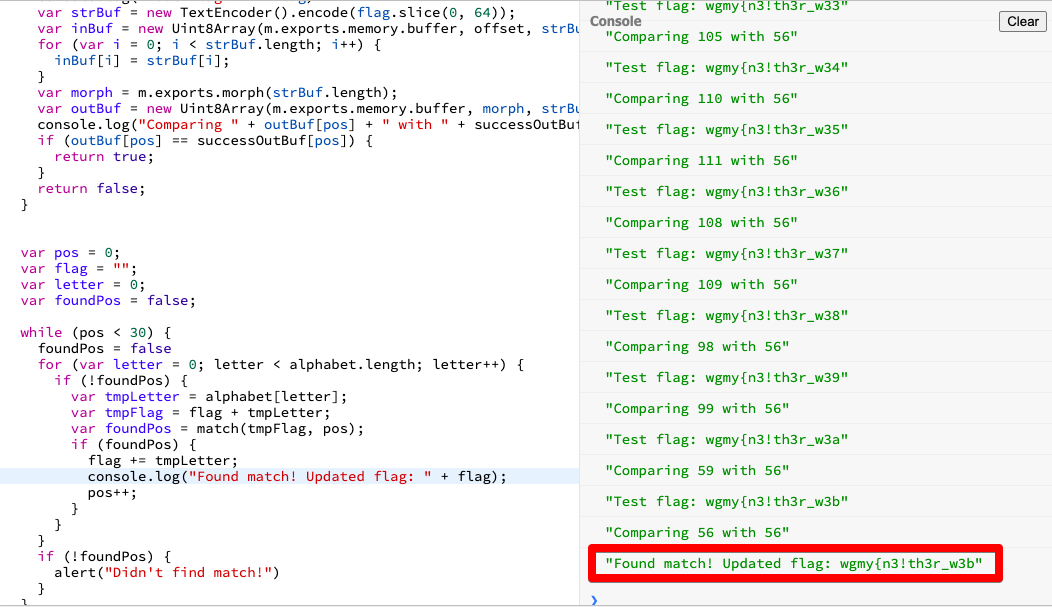 var strBuf = new TextEncoder().encode(flag.slice(0, 64));
var inBuf = new Uint8Array(m.exports.memory.buffer, offset, strBu
for (var i = 0; i < strBuf.length; i++) {
inBuf[i] = strBuf[i];
}
var morph = m.exports.morph(strBuf.length);
var outBuf = new Uint8Array(m.exports.memory.buffer, morph, strBu
console.log("Comparing " + outBuf[pos] + " with " + successOutBuf
if (outBuf[pos] == successOutBuf[pos]) {
return true;
}
return false;
}
var pos = 0;
var flag = "";
var letter = 0;
var foundPos = false;
while (pos < 30) {
foundPos = false
for (var letter = 0; letter < alphabet.length; letter++) {
if (!foundPos) {
var tmpLetter = alphabet[letter];
var tmpFlag = flag + tmpLetter;
var foundPos = match(tmpFlag, pos);
if (foundPos) {
flag += tmpLetter;
console.log("Found match! Updated flag: " + flag);
pos++;
}
}
}
if (!foundPos) {
alert("Didn't find match!")
}
}
"Test flag: wgmy{n3!th3r_w33"
Console
Clear
"Comparing 105 with 56"
"Test flag: wgmy{n3!th3r_w34"
"Comparing 110 with 56"
"Test flag: wgmy{n3!th3r_w35"
"Comparing 111 with 56"
"Test flag: wgmy{n3!th3r_w36"
"Comparing 108 with 56"
"Test flag: wgmy{n3!th3r_w37"
"Comparing 109 with 56"
"Test flag: wgmy{n3!th3r_w38"
"Comparing 98 with 56"
"Test flag: wgmy{n3!th3r_w39"
"Comparing 99 with 56"
"Test flag: wgmy{n3!th3r_w3a"
"Comparing 59 with 56"
"Test flag: wgmy{n3!th3r_w3b"
"Comparing 56 with 56"
"Found match! Updated flag: wgmy{n3!th3r_w3b"
❯